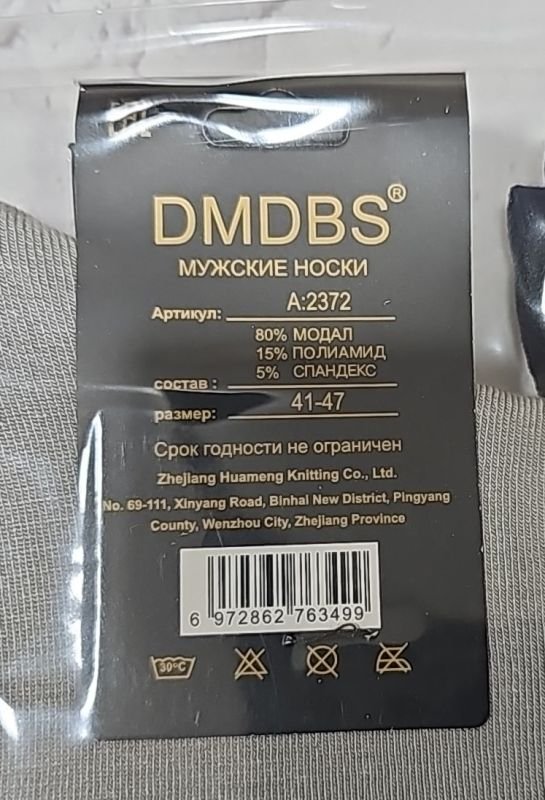 DMDBS®
МУЖСКИЕ НОСКИ
Артикул: A:2372
80% МОДАЛ
15% ПОЛИАМИД
5% СПАНДЕКС
состав :
размер: 41-47
Срок годности не ограничен
Zhejiang Huameng Knitting Co., Ltd.
No. 69-111, Xinyang Road, Binhai New District, Pingyang
County, Wenzhou City, Zhejiang Province
6 972862 763499
30°C